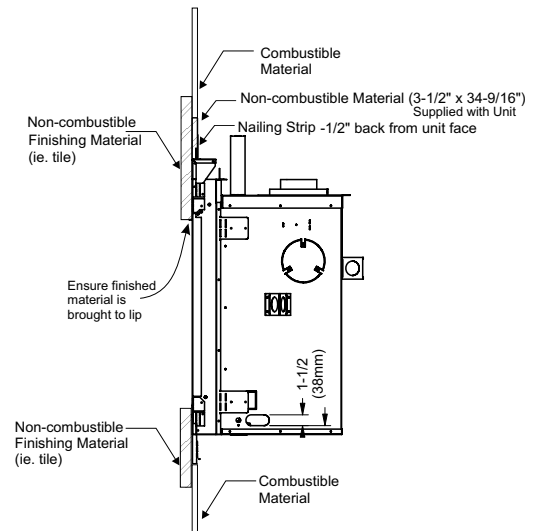 Combustible
Material
Non-combustible Material (3-1/2" x 34-9/16")
Supplied with Unit
Nailing Strip -1/2" back from unit face
Non-combustible
Finishing Material
(ie. tile)
Ensure finished
material is
brought to lip
1-1/2
(38mm)
Non-combustible
Finishing Material
(ie. tile)
Combustible
Material